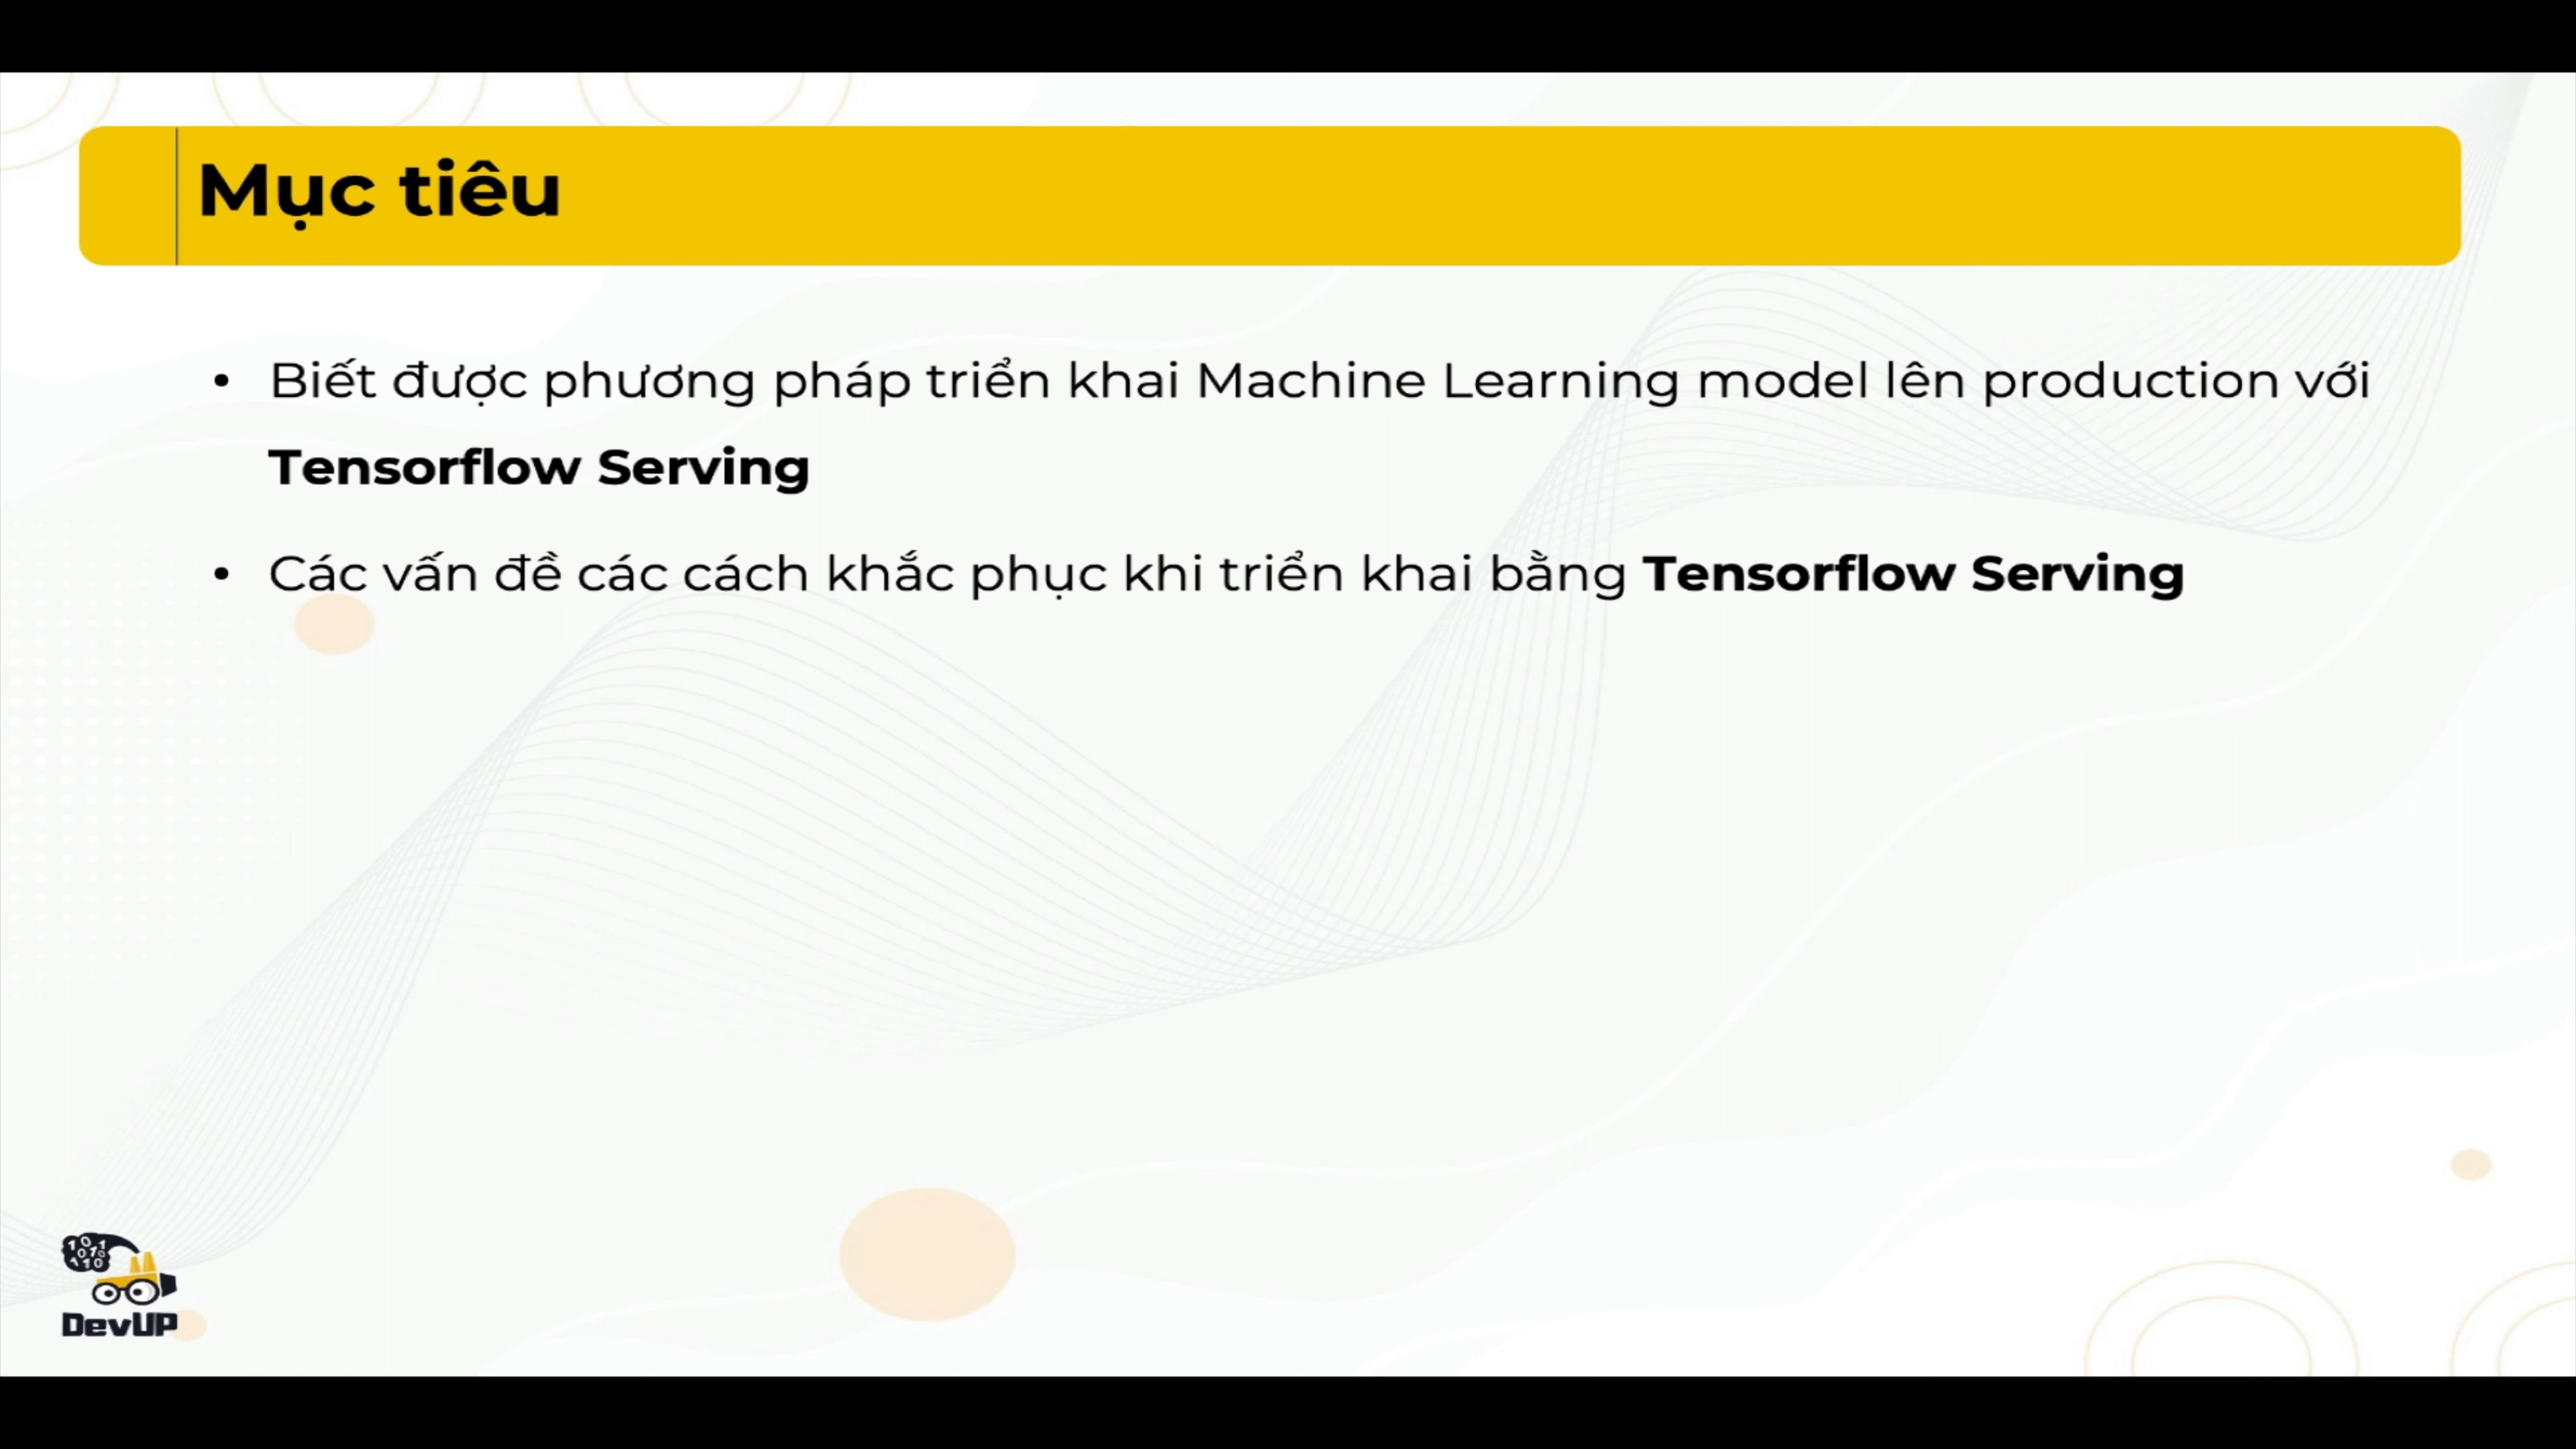 Mục tiêu
• Biết được phương pháp triển khai Machine Learning model lên production với
Tensorflow Serving
• Các vấn đề các cách khắc phục khi triển khai bằng Tensorflow Serving
DevUP